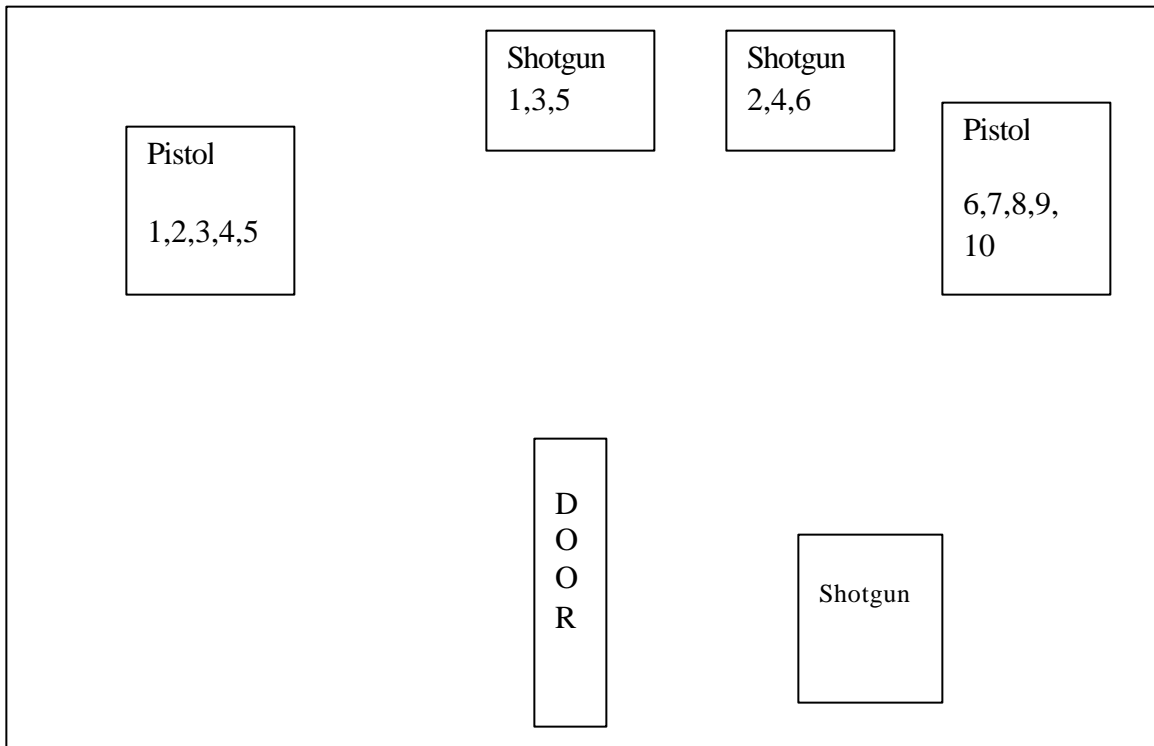 Shotgun
1,3,5
Shotgun
2,4,6
Pistol
1,2,3,4,5
Pistol
6,7,8,9,
10
D
O
O
R
Shotgun